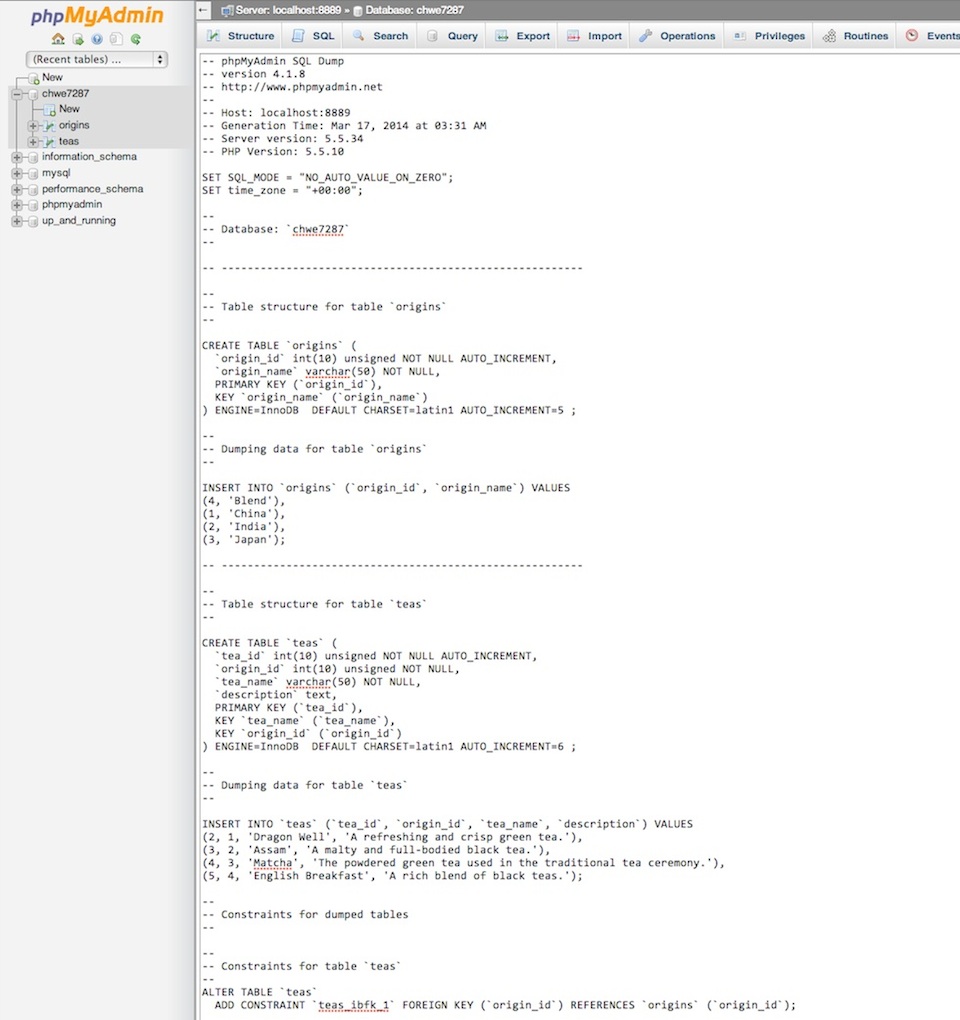 phpMyAdmin
(Recent tables) ...
New
chwe7287
New
origins
teas
information_schema
mysql
performance_schema
phpmyadmin
up_and_running
Server: localhost:8889 » Database: chwe7287
Structure SQL Search Query Export Import Operations Privileges Routines Events
-- phpMyAdmin SQL Dump
-- version 4.1.8
-- http://www.phpmyadmin.net
--
-- Host: localhost:8889
-- Generation Time: Mar 17, 2014 at 03:31 AM
-- Server version: 5.5.34
-- PHP Version: 5.5.10
SET SQL_MODE = "NO_AUTO_VALUE_ON_ZERO";
SET time_zone = "+00:00";
--
-- Database: `chwe7287`
--
-- --------------------------------------------------------
--
-- Table structure for table `origins`
--
CREATE TABLE `origins` (
`origin_id` int(10) unsigned NOT NULL AUTO_INCREMENT,
`origin_name` varchar(50) NOT NULL,
PRIMARY KEY (`origin_id`),
KEY `origin_name` (`origin_name`)
) ENGINE=InnoDB  DEFAULT CHARSET=latin1 AUTO_INCREMENT=5 ;
--
-- Dumping data for table `origins`
--
INSERT INTO `origins` (`origin_id`, `origin_name`) VALUES
(4, 'Blend'),
(1, 'China'),
(2, 'India'),
(3, 'Japan');
-- --------------------------------------------------------
--
-- Table structure for table `teas`
--
CREATE TABLE `teas` (
`tea_id` int(10) unsigned NOT NULL AUTO_INCREMENT,
`origin_id` int(10) unsigned NOT NULL,
`tea_name` varchar(50) NOT NULL,
`description` text,
PRIMARY KEY (`tea_id`),
KEY `tea_name` (`tea_name`),
KEY `origin_id` (`origin_id`)
) ENGINE=InnoDB  DEFAULT CHARSET=latin1 AUTO_INCREMENT=6 ;
--
-- Dumping data for table `teas`
--
INSERT INTO `teas` (`tea_id`, `origin_id`, `tea_name`, `description`) VALUES
(2, 1, 'Dragon Well', 'A refreshing and crisp green tea.'),
(3, 2, 'Assam', 'A malty and full-bodied black tea.'),
(4, 3, 'Matcha', 'The powdered green tea used in the traditional tea ceremony.'),
(5, 4, 'English Breakfast', 'A rich blend of black teas.');
--
-- Constraints for dumped tables
--
--
-- Constraints for table `teas`
--
ALTER TABLE `teas`
ADD CONSTRAINT `teas_ibfk_1` FOREIGN KEY (`origin_id`) REFERENCES `origins` (`origin_id`);